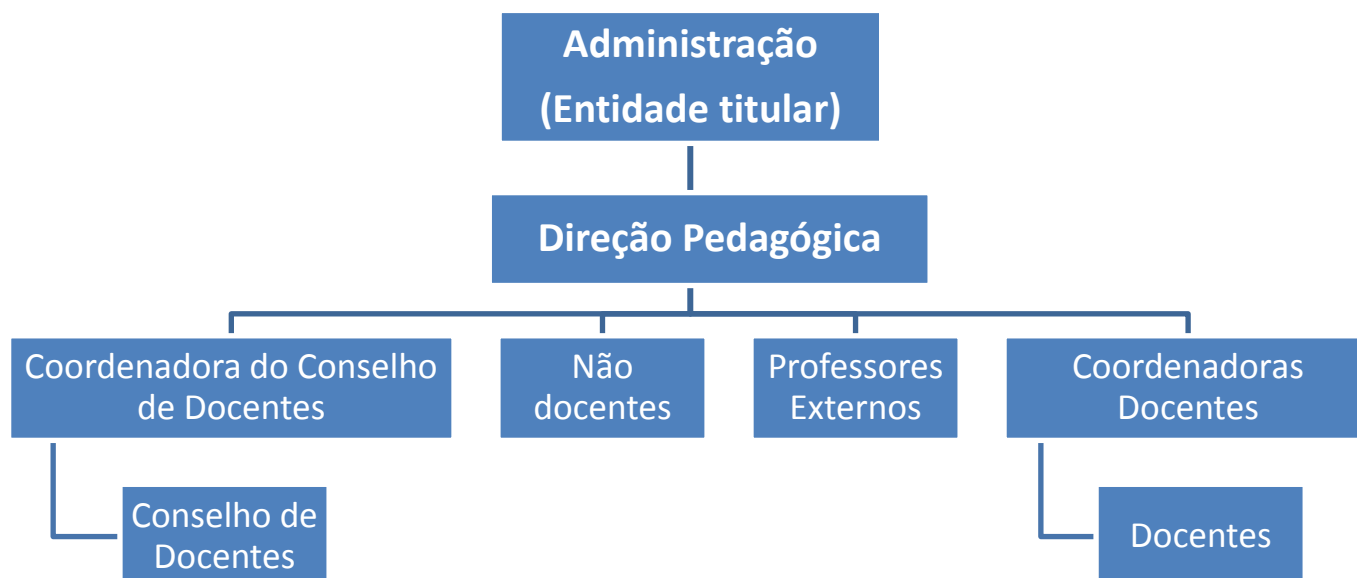 Administração
(Entidade titular)
Direção Pedagógica
Coordenadora do Conselho
de Docentes
Não
docentes
Professores
Externos
Coordenadoras
Docentes
Conselho de
Docentes
Docentes